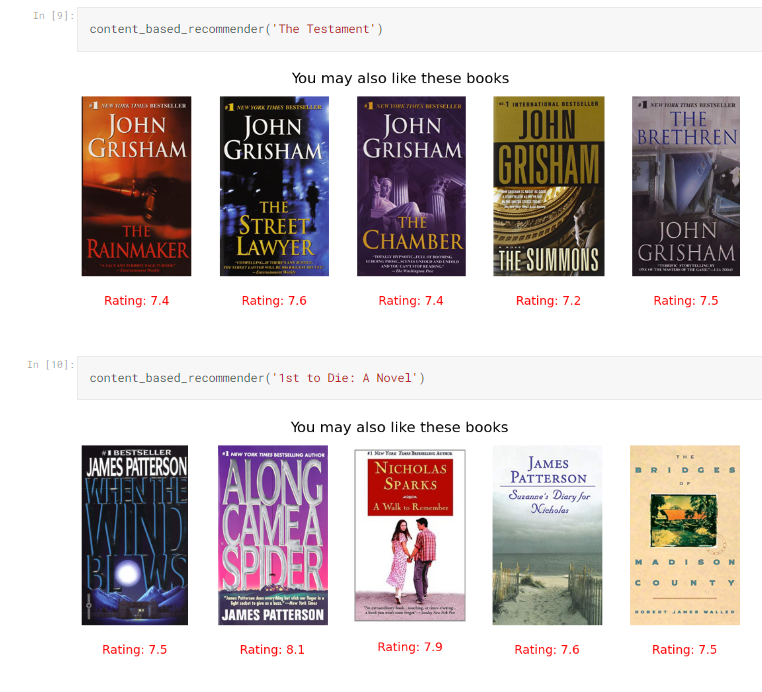 In [9]:
content_based_recommender('The Testament')
You may also like these books
#1 NEW YORK TIMES BESTSELLER
JOHN
GRISHAM
THE
RAINMAKER
#1 NEW YORK TIMES BESTSELLER
JOHN
GRISHAM
THE
STREET
LAWYER
#1 NEW YORK TIMES BESTSELLER
JOHN
GRISHAM
THE
CHAMBER
#1 INTERNATIONAL BESTSELLER
JOHN
GRISHAM
A NOVEL
THE SUMMONS
#1 NEW YORK TIMES BESTSELLER
THE
BRETHREN
JOHN
GRISHAM
Rating: 7.4
Rating: 7.6
Rating: 7.4
Rating: 7.2
Rating: 7.5
In [10]:
content_based_recommender('1st to Die: A Novel')
You may also like these books
#1 BESTSELLER
JAMES PATTERSON
WHEN THE
WIND
BLOWS
#1 NEW YORK TIMES BESTSELLING AUTHOR
ALONG
CAME A
SPIDER
JAMES PATTERSON
#1 NEW YORK TIMES BESTSELLING AUTHOR
NICHOLAS
SPARKS
A Walk to Remember
JAMES
PATTERSON
Suzanne's Diary for
Nicholas
THE
BRIDGES
OF
MADISON
COUNTY
ROBERT JAMES WALLER
Rating: 7.5
Rating: 8.1
Rating: 7.9
Rating: 7.6
Rating: 7.5